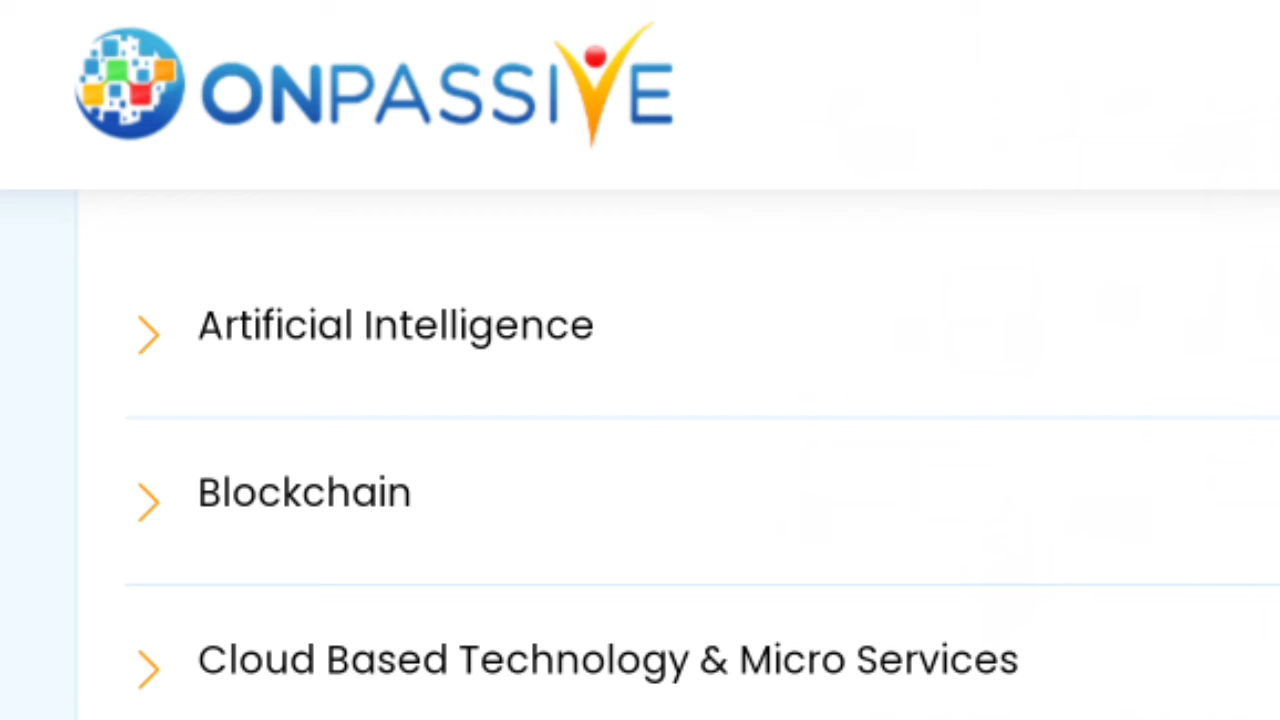 ONPASSIVE
Artificial Intelligence
Blockchain
Cloud Based Technology & Micro Services